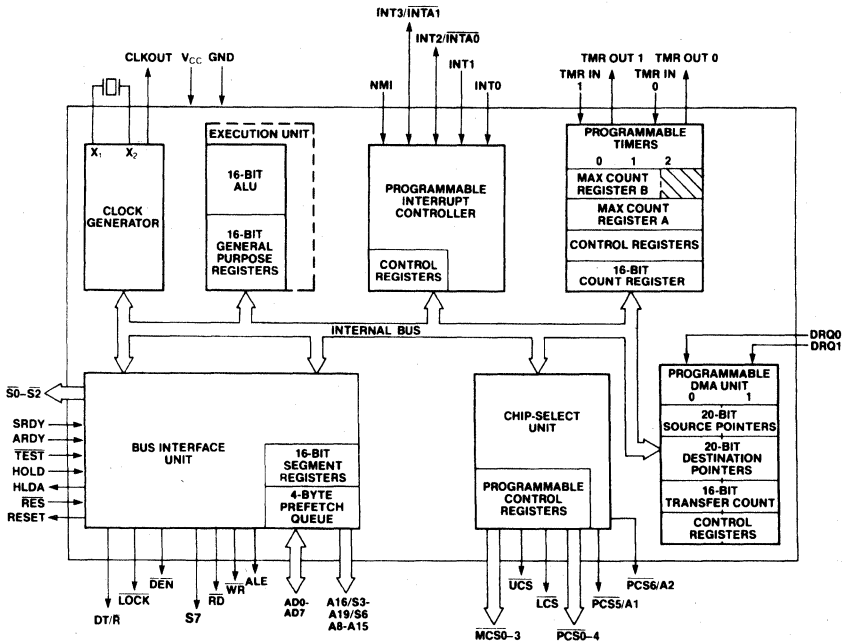 INT3/INTA1
INT2/INTA0
CLKOUT
VCC GND
INT1
NMI
INT0
TMR OUT 1 TMR OUT 0
TMR IN
1
TMR IN
0
X1 X2
CLOCK
GENERATOR
EXECUTION UNIT
16-BIT
ALU
16-BIT
GENERAL
PURPOSE
REGISTERS
PROGRAMMABLE
INTERRUPT
CONTROLLER
CONTROL
REGISTERS
PROGRAMMABLE
TIMERS
0 1 2
MAX COUNT
REGISTER B
MAX COUNT
REGISTER A
CONTROL REGISTERS
16-BIT
COUNT REGISTER
INTERNAL BUS
DRQ0
DRQ1
S0-S2
SRDY
ARDY
TEST
HOLD
HLDA
RES
RESET
BUS INTERFACE
UNIT
16-BIT
SEGMENT
REGISTERS
4-BYTE
PREFETCH
QUEUE
CHIP-SELECT
UNIT
PROGRAMMABLE
CONTROL
REGISTERS
PROGRAMMABLE
DMA UNIT
0 1
20-BIT
SOURCE POINTERS
20-BIT
DESTINATION
POINTERS
16-BIT
TRANSFER COUNT
CONTROL
REGISTERS
DT/R
LOCK
DEN
S7
RD
WR
ALE
AD0-
AD7
A16/S3-
A19/S6
A8-A15
MCS0-3
UCS
LCS
PCS0-4
PCS5/A1
PCS6/A2